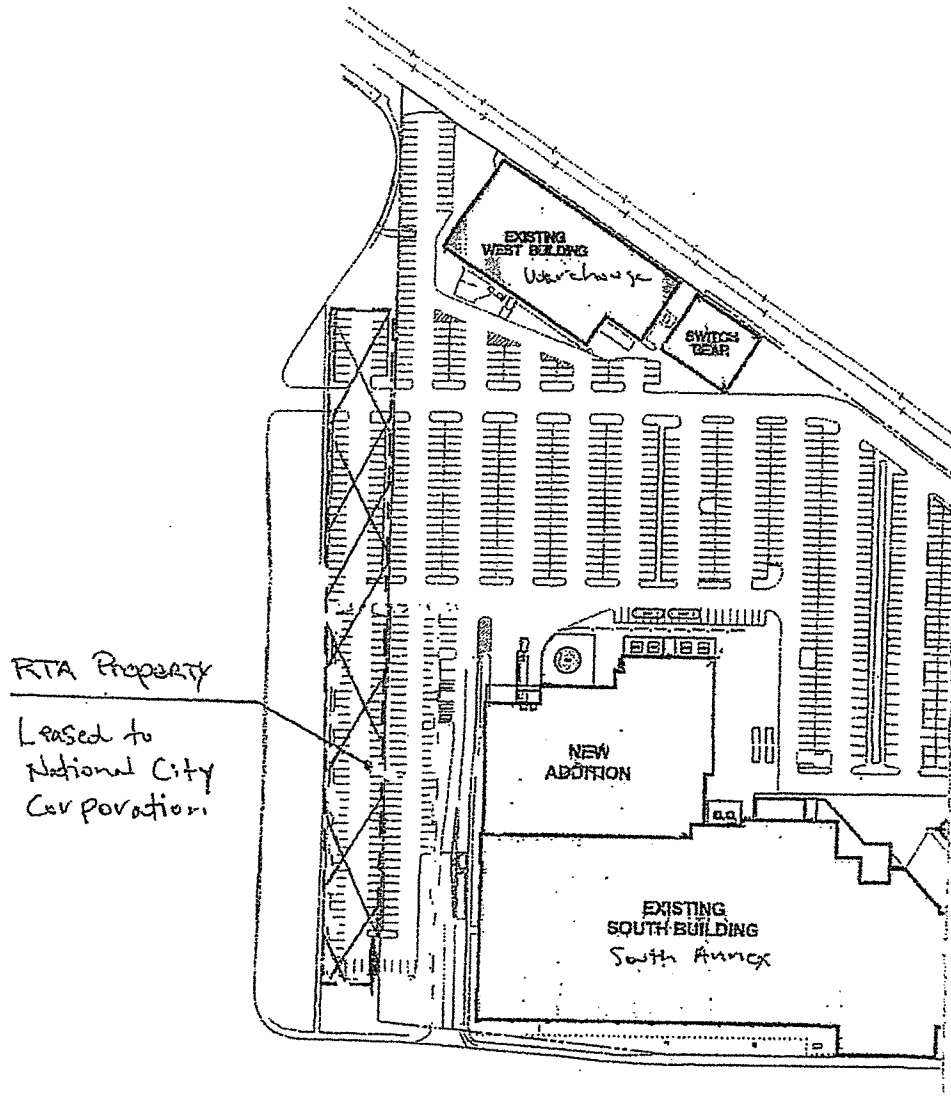 EXISTING
WEST BUILDING
Warehouse
SWITCH
GEAR
RTA Property
Leased to
National City
Corporation.
NEW
ADDITION
EXISTING
SOUTH BUILDING
South Annex